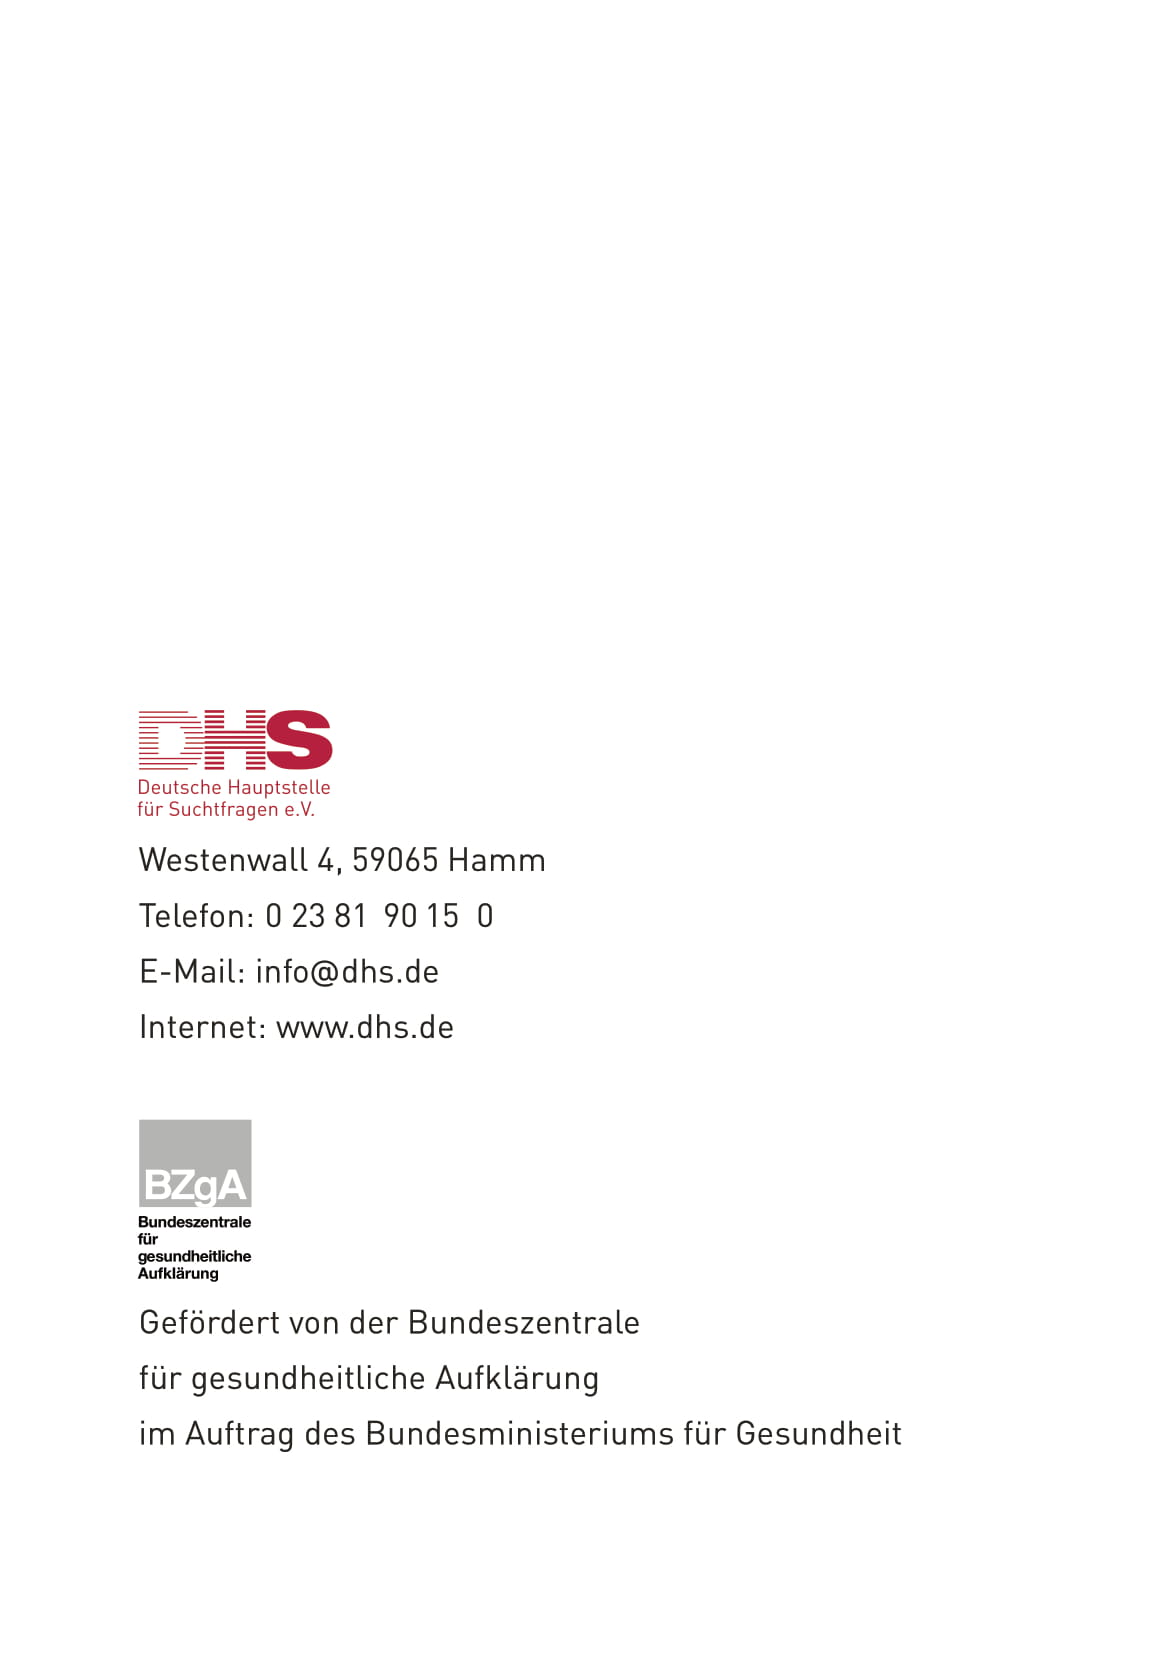 DHS
Deutsche Hauptstelle
für Suchtfragen e.V.
Westenwall 4, 59065 Hamm
Telefon: 0 23 81  90 15  0
E-Mail: info@dhs.de
Internet: www.dhs.de
BZgA
Bundeszentrale
für
gesundheitliche
Aufklärung
Gefördert von der Bundeszentrale
für gesundheitliche Aufklärung
im Auftrag des Bundesministeriums für Gesundheit